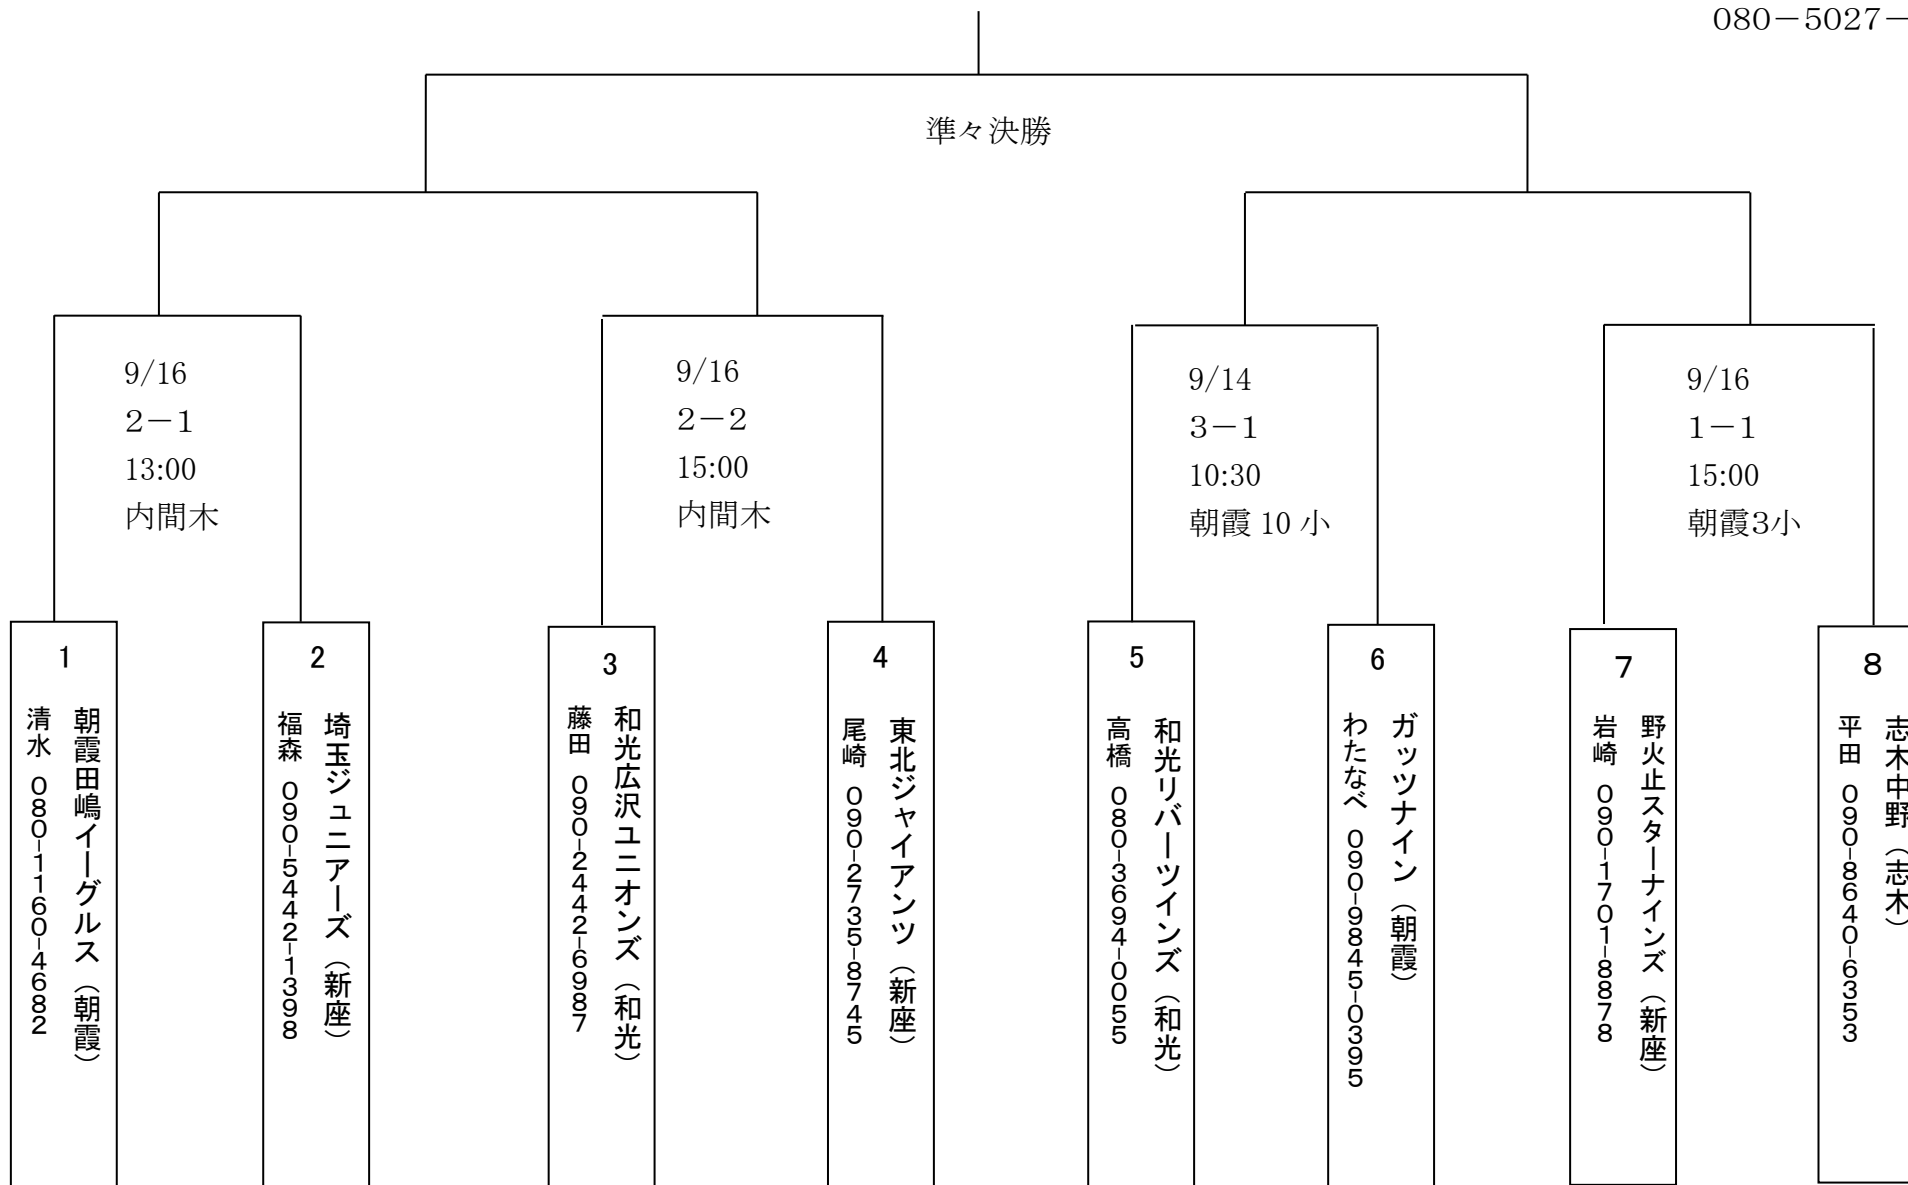 080－5027－
準々決勝
9/16
2－1
13:00
内間木
9/16
2－2
15:00
内間木
9/14
3－1
10:30
朝霞 10 小
9/16
1－1
15:00
朝霞3小
1
朝霞田嶋イーグルス（朝霞）
清水 080-1160-4682
2
埼玉ジュニアーズ（新座）
福森 090-5442-1398
3
和光広沢ユニオンズ（和光）
藤田 090-2442-6987
4
東北ジャイアンツ（新座）
尾崎 090-2735-8745
5
和光リバーツインズ（和光）
高橋 080-3694-0055
6
ガッツナイン（朝霞）
わたなべ 090-9845-0395
7
野火止スターナインズ（新座）
岩崎 090-1701-8878
8
志木中野（志木）
平田 090-8640-6353